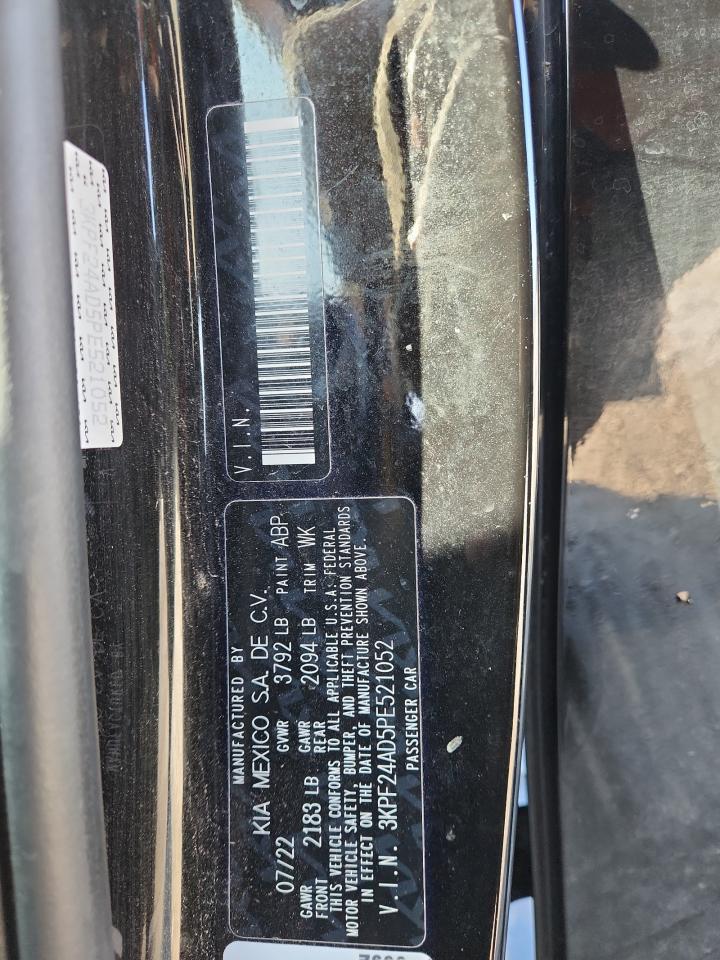 3KPF24AD5PE521052
V.I.N.
MANUFACTURED BY
KIA MEXICO S.A. DE C.V.
07/22 GVWR 3792 LB PAINT ABP
GAWR FRONT 2183 LB GAWR REAR 2094 LB TRIM WK
THIS VEHICLE CONFORMS TO ALL APPLICABLE U.S.A. FEDERAL
MOTOR VEHICLE SAFETY, BUMPER, AND THEFT PREVENTION STANDARDS
IN EFFECT ON THE DATE OF MANUFACTURE SHOWN ABOVE.
V.I.N. 3KPF24AD5PE521052
PASSENGER CAR